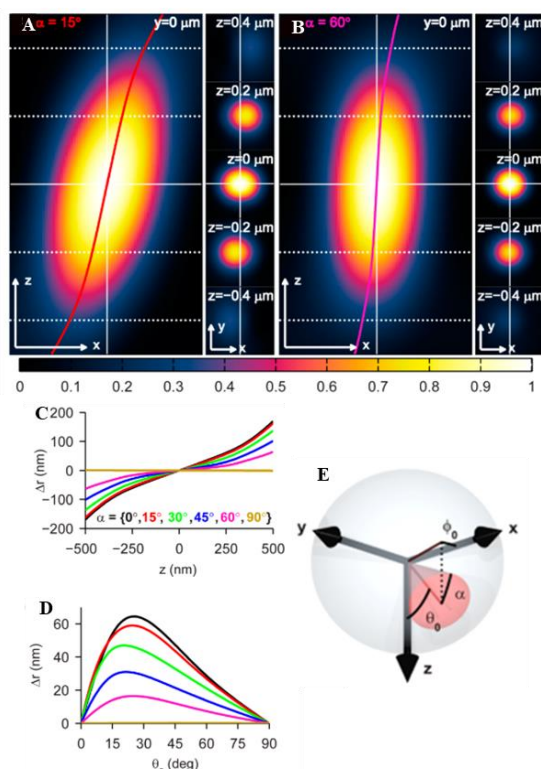 A α = 15° y=0 μm
z=0.4 μm
z=0.2 μm
z=0 μm
z=−0.2 μm
z=−0.4 μm
z
x
y
x
B α = 60° y=0 μm
z=0.4 μm
z=0.2 μm
z=0 μm
z=−0.2 μm
z=−0.4 μm
z
x
y
x
0 0.1 0.2 0.3 0.4 0.5 0.6 0.7 0.8 0.9 1
C
200
100
0
−100
−200
Δr (nm)
α = {0°,15°, 30°,45°,60°,90°}
−500 −250 0 250 500
z (nm)
D
60
40
20
0
Δr (nm)
0 15 30 45 60 75 90
θ₀ (deg)
E
ϕ₀
y
x
α
θ₀
z